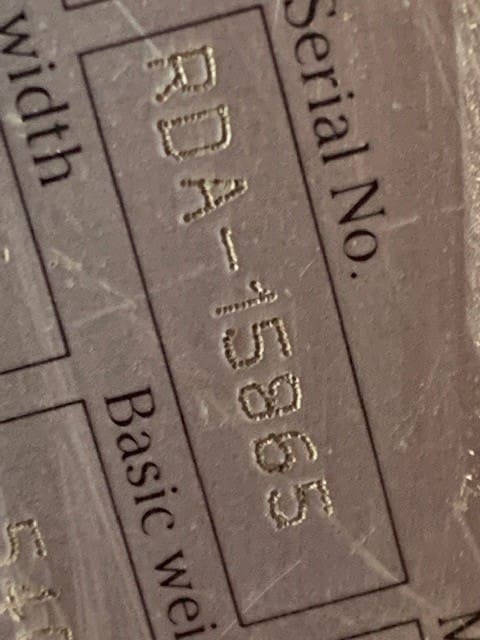 Serial No.
RDA-15865
width
Basic wei